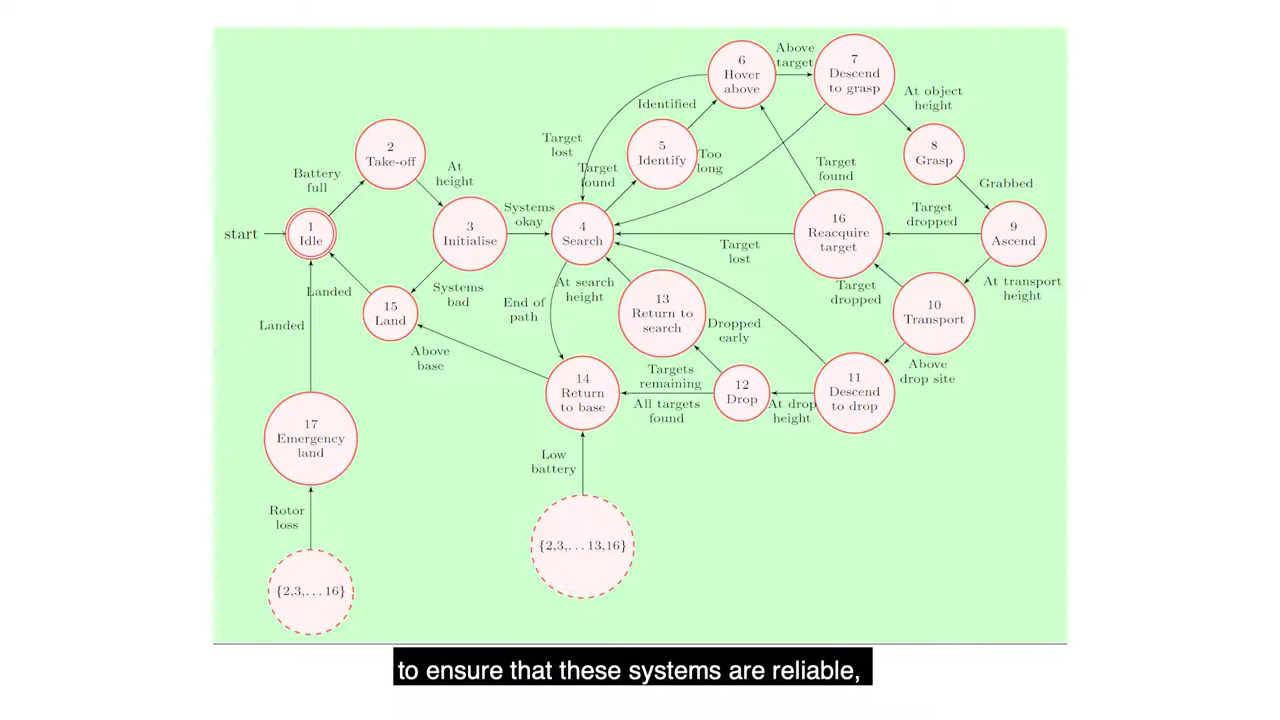 6
Hover
above
Above
target
7
Descend
to grasp
At object
height
Identified
2
Take-off
Target
lost
5
Identify
Too
long
8
Grasp
Battery
full
At
height
Target
found
Target
found
Grabbed
start
1
Idle
3
Initialise
Systems
okay
4
Search
16
Reacquire
target
Target
dropped
9
Ascend
Target
lost
Landed
15
Land
Systems
bad
At search
height
13
Return to
search
Target
dropped
10
Transport
At transport
height
Landed
End of
path
Dropped
early
Above
base
14
Return
to base
Targets
remaining
All targets
found
12
Drop
At drop
height
11
Descend
to drop
Above
drop site
17
Emergency
land
Low
battery
Rotor
loss
{2,3,...13,16}
{2,3,...16}
to ensure that these systems are reliable,